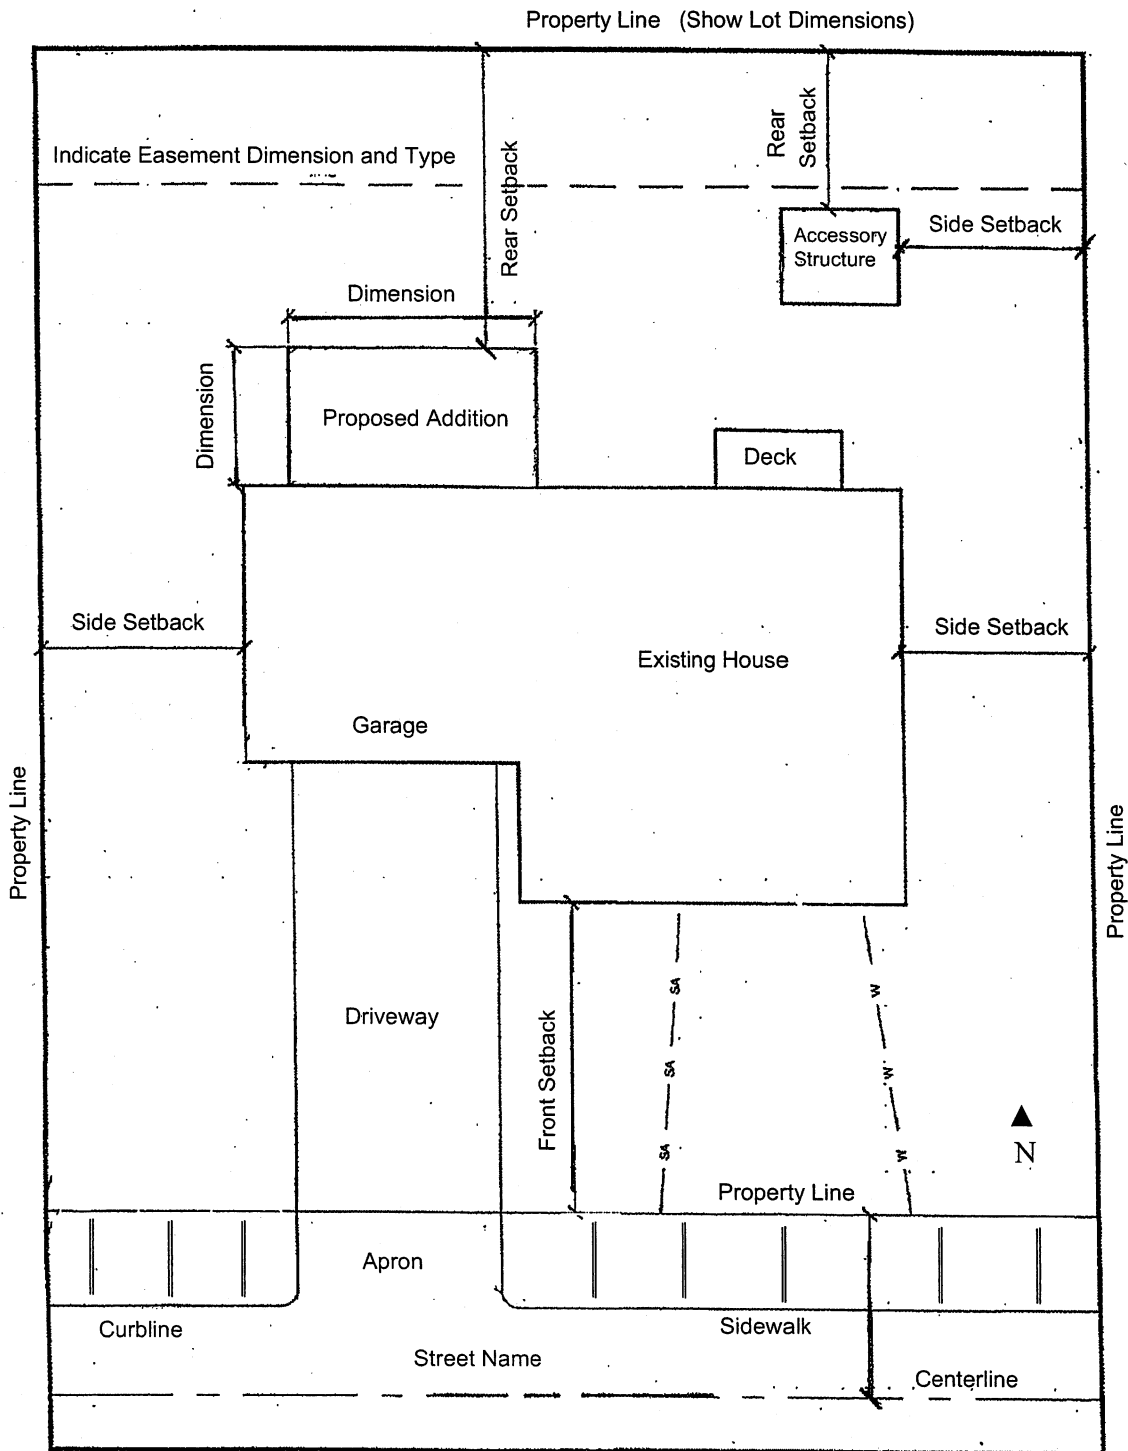 Property Line (Show Lot Dimensions)
Rear
Setback
Indicate Easement Dimension and Type
Rear Setback
Side Setback
Accessory
Structure
Dimension
Dimension
Proposed Addition
Deck
Side Setback
Side Setback
Existing House
Garage
Property Line
Property Line
Driveway
Front Setback
SA
SA
SA
W
W
W
N
Property Line
Apron
Curbline
Sidewalk
Street Name
Centerline